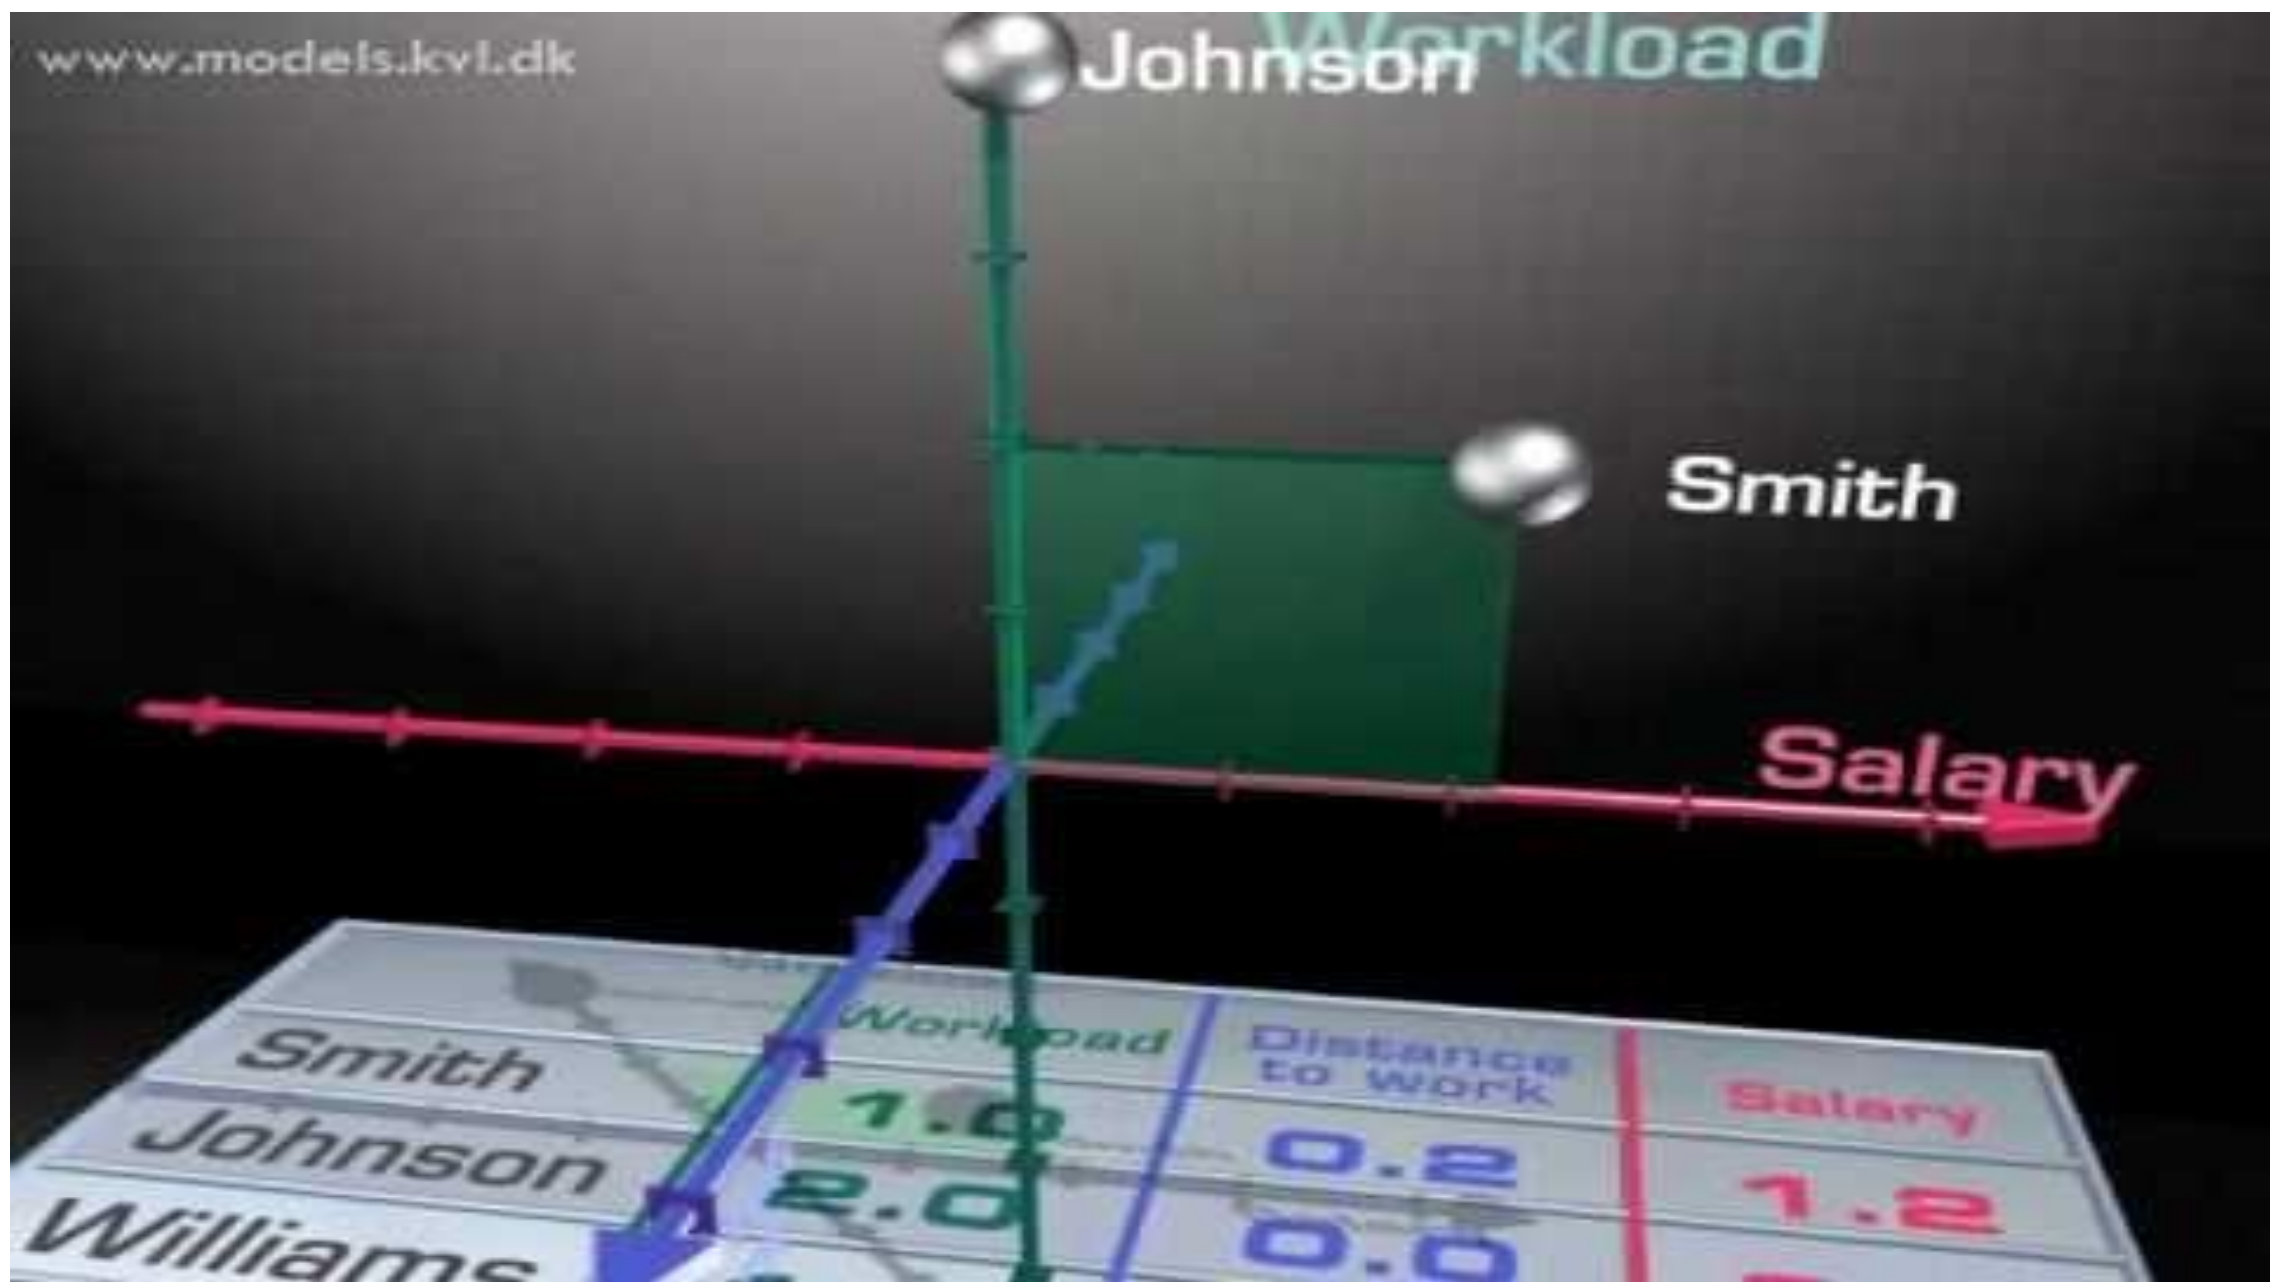 www.models.kvl.dk
Johnson
Workload
Smith
Salary
Workload
Distance
to work
Salary
Smith
1.0
0.2
1.2
Johnson
2.0
0.0
Williams